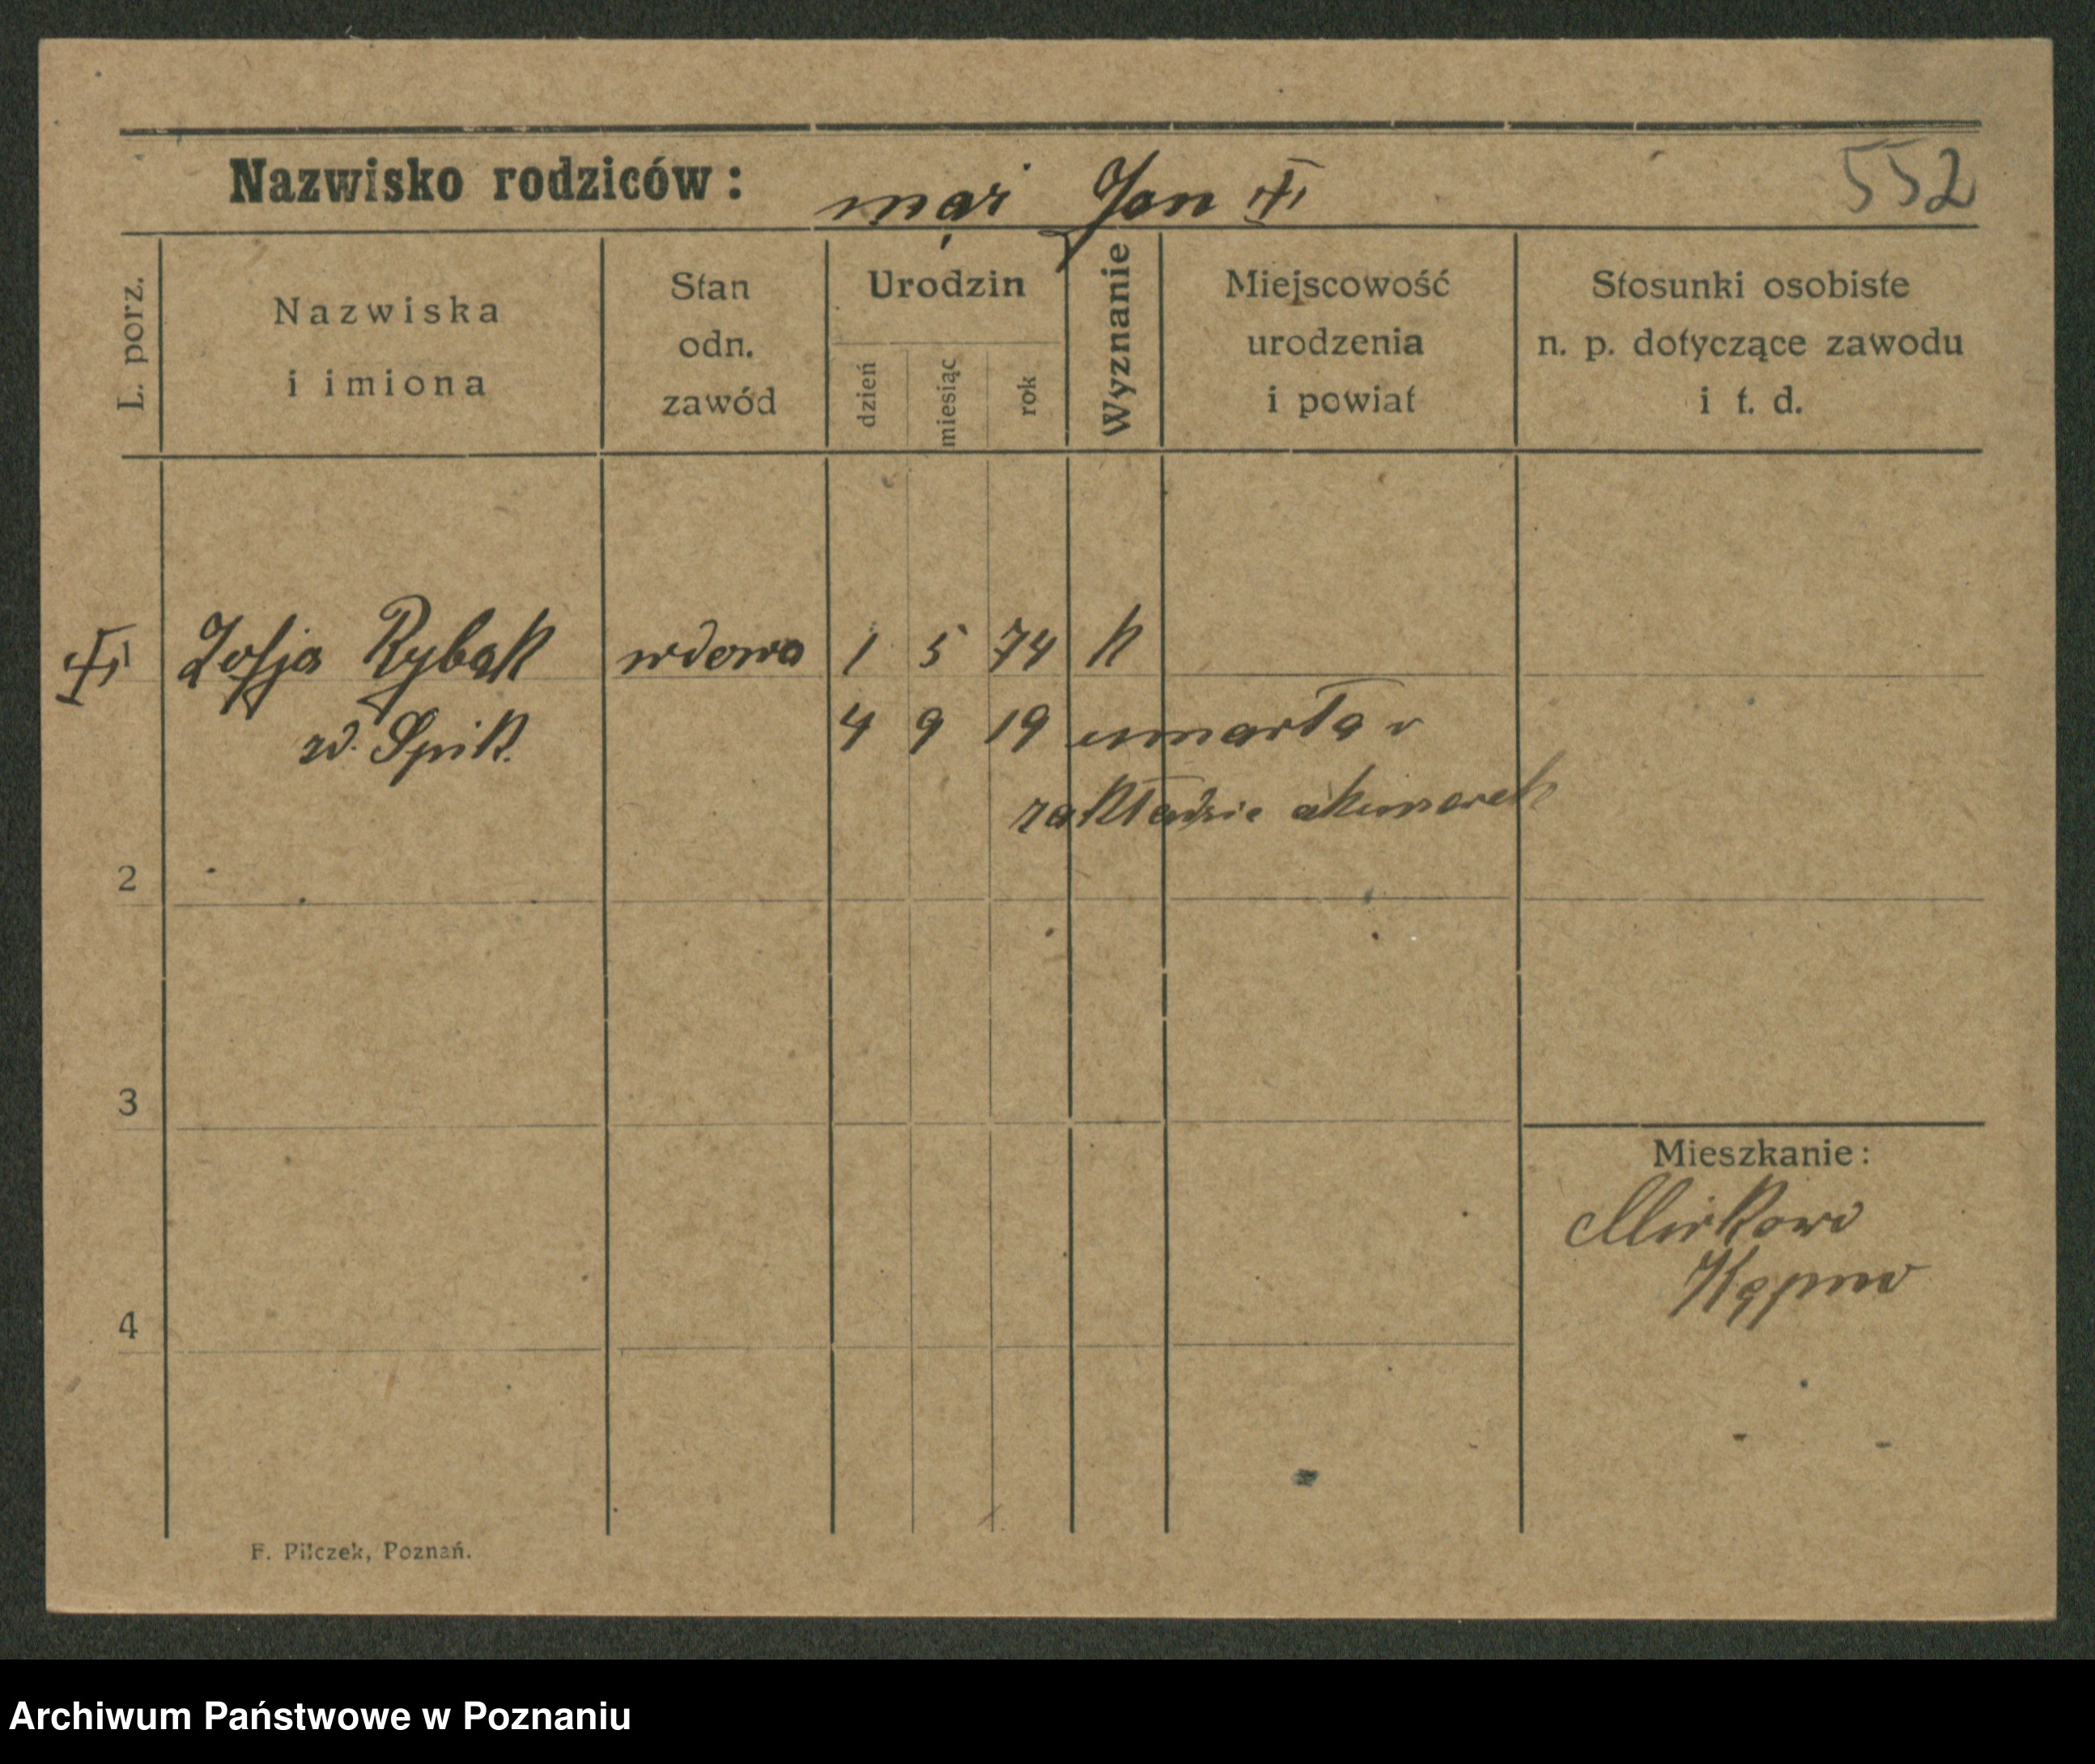 Nazwisko rodziców: mąż Jan 552
L. porz.
Nazwiska
i imiona
Stan
odn.
zawód
Urodzin
dzień
miesiąc
rok
Wyznanie
Miejscowość
urodzenia
i powiat
Stosunki osobiste
n. p. dotyczące zawodu
i t. d.
1 Zofja Rybak wdowa 1 5 74 k
zd. Spik. 4 9 19 umarła v
zakładzie
2
3
4
Mieszkanie:
Mirkowo
Kępno
F. Pilczek, Poznań.
Archiwum Państwowe w Poznaniu